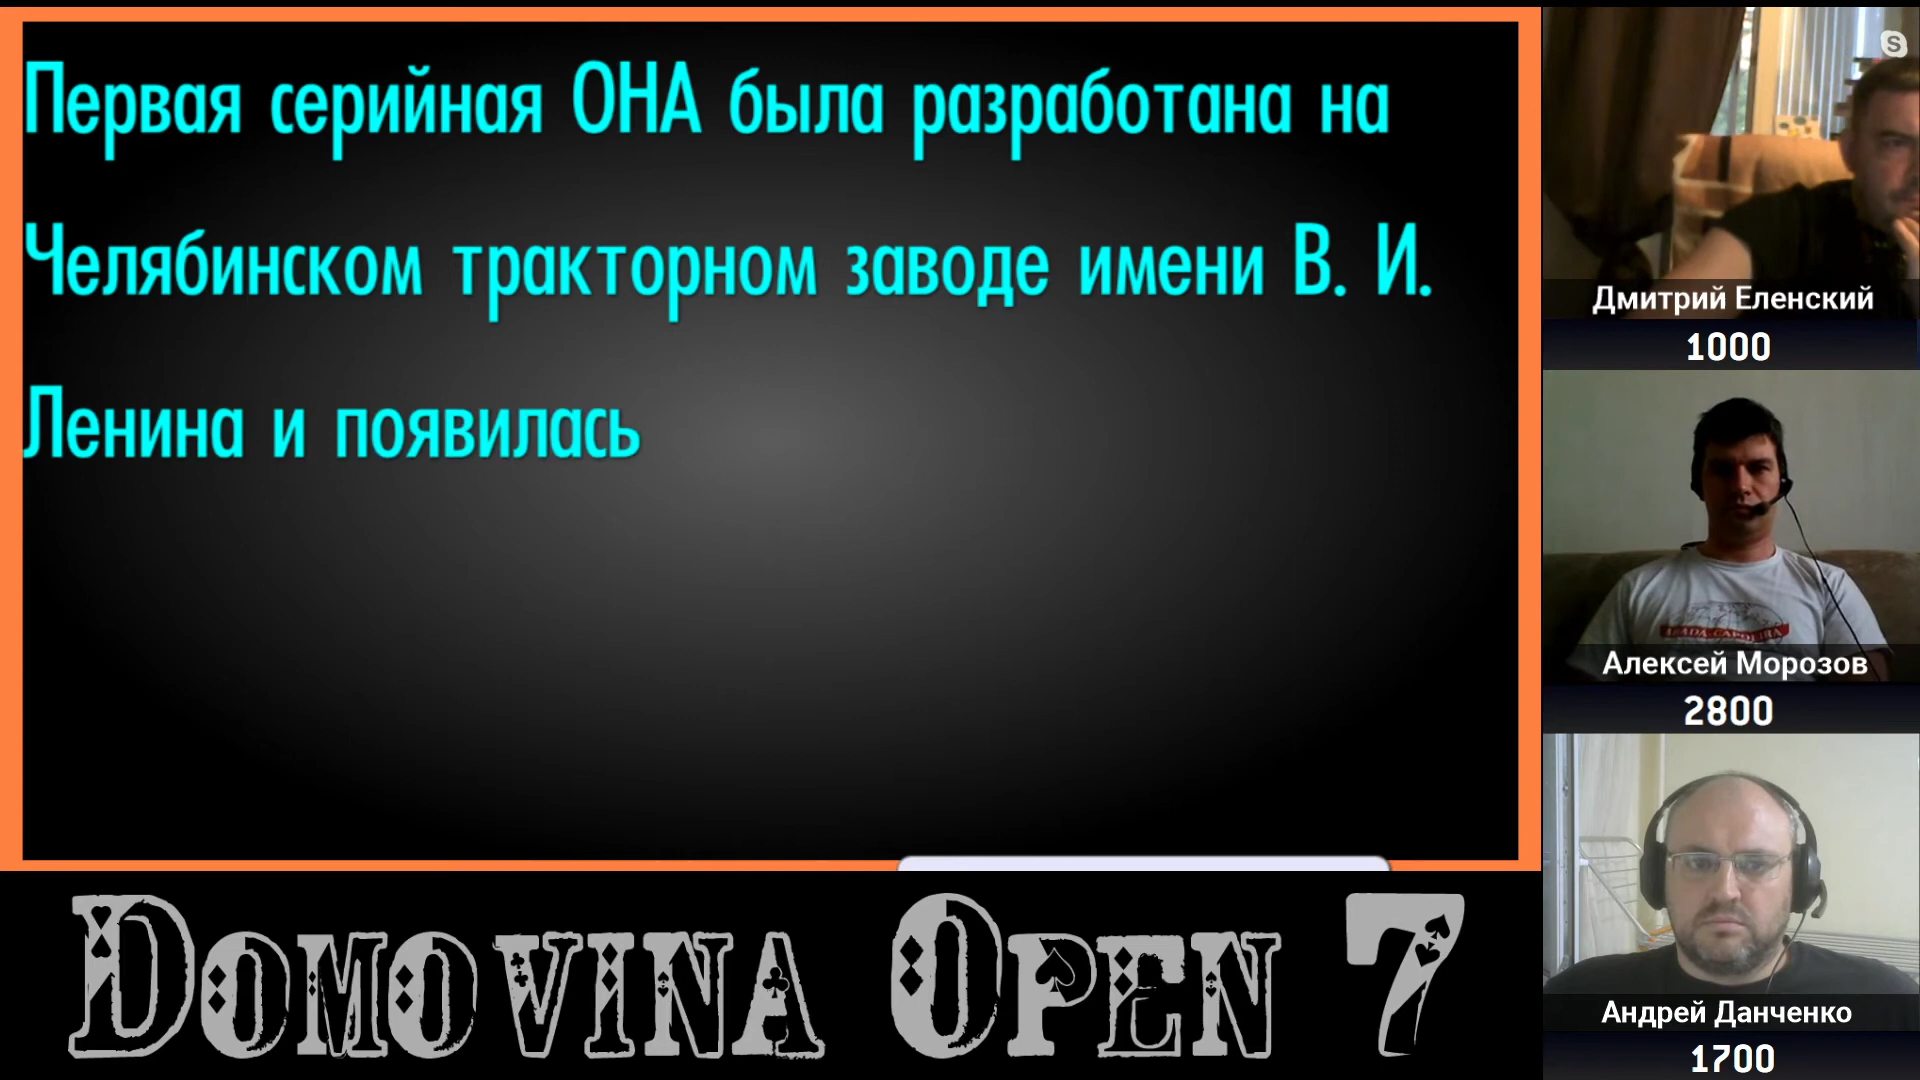 Первая серийная ОНА была разработана на
Челябинском тракторном заводе имени В. И.
Ленина и появилась
Дмитрий Еленский
1000
Алексей Морозов
2800
Андрей Данченко
1700
DOMOVINA OPEN 7